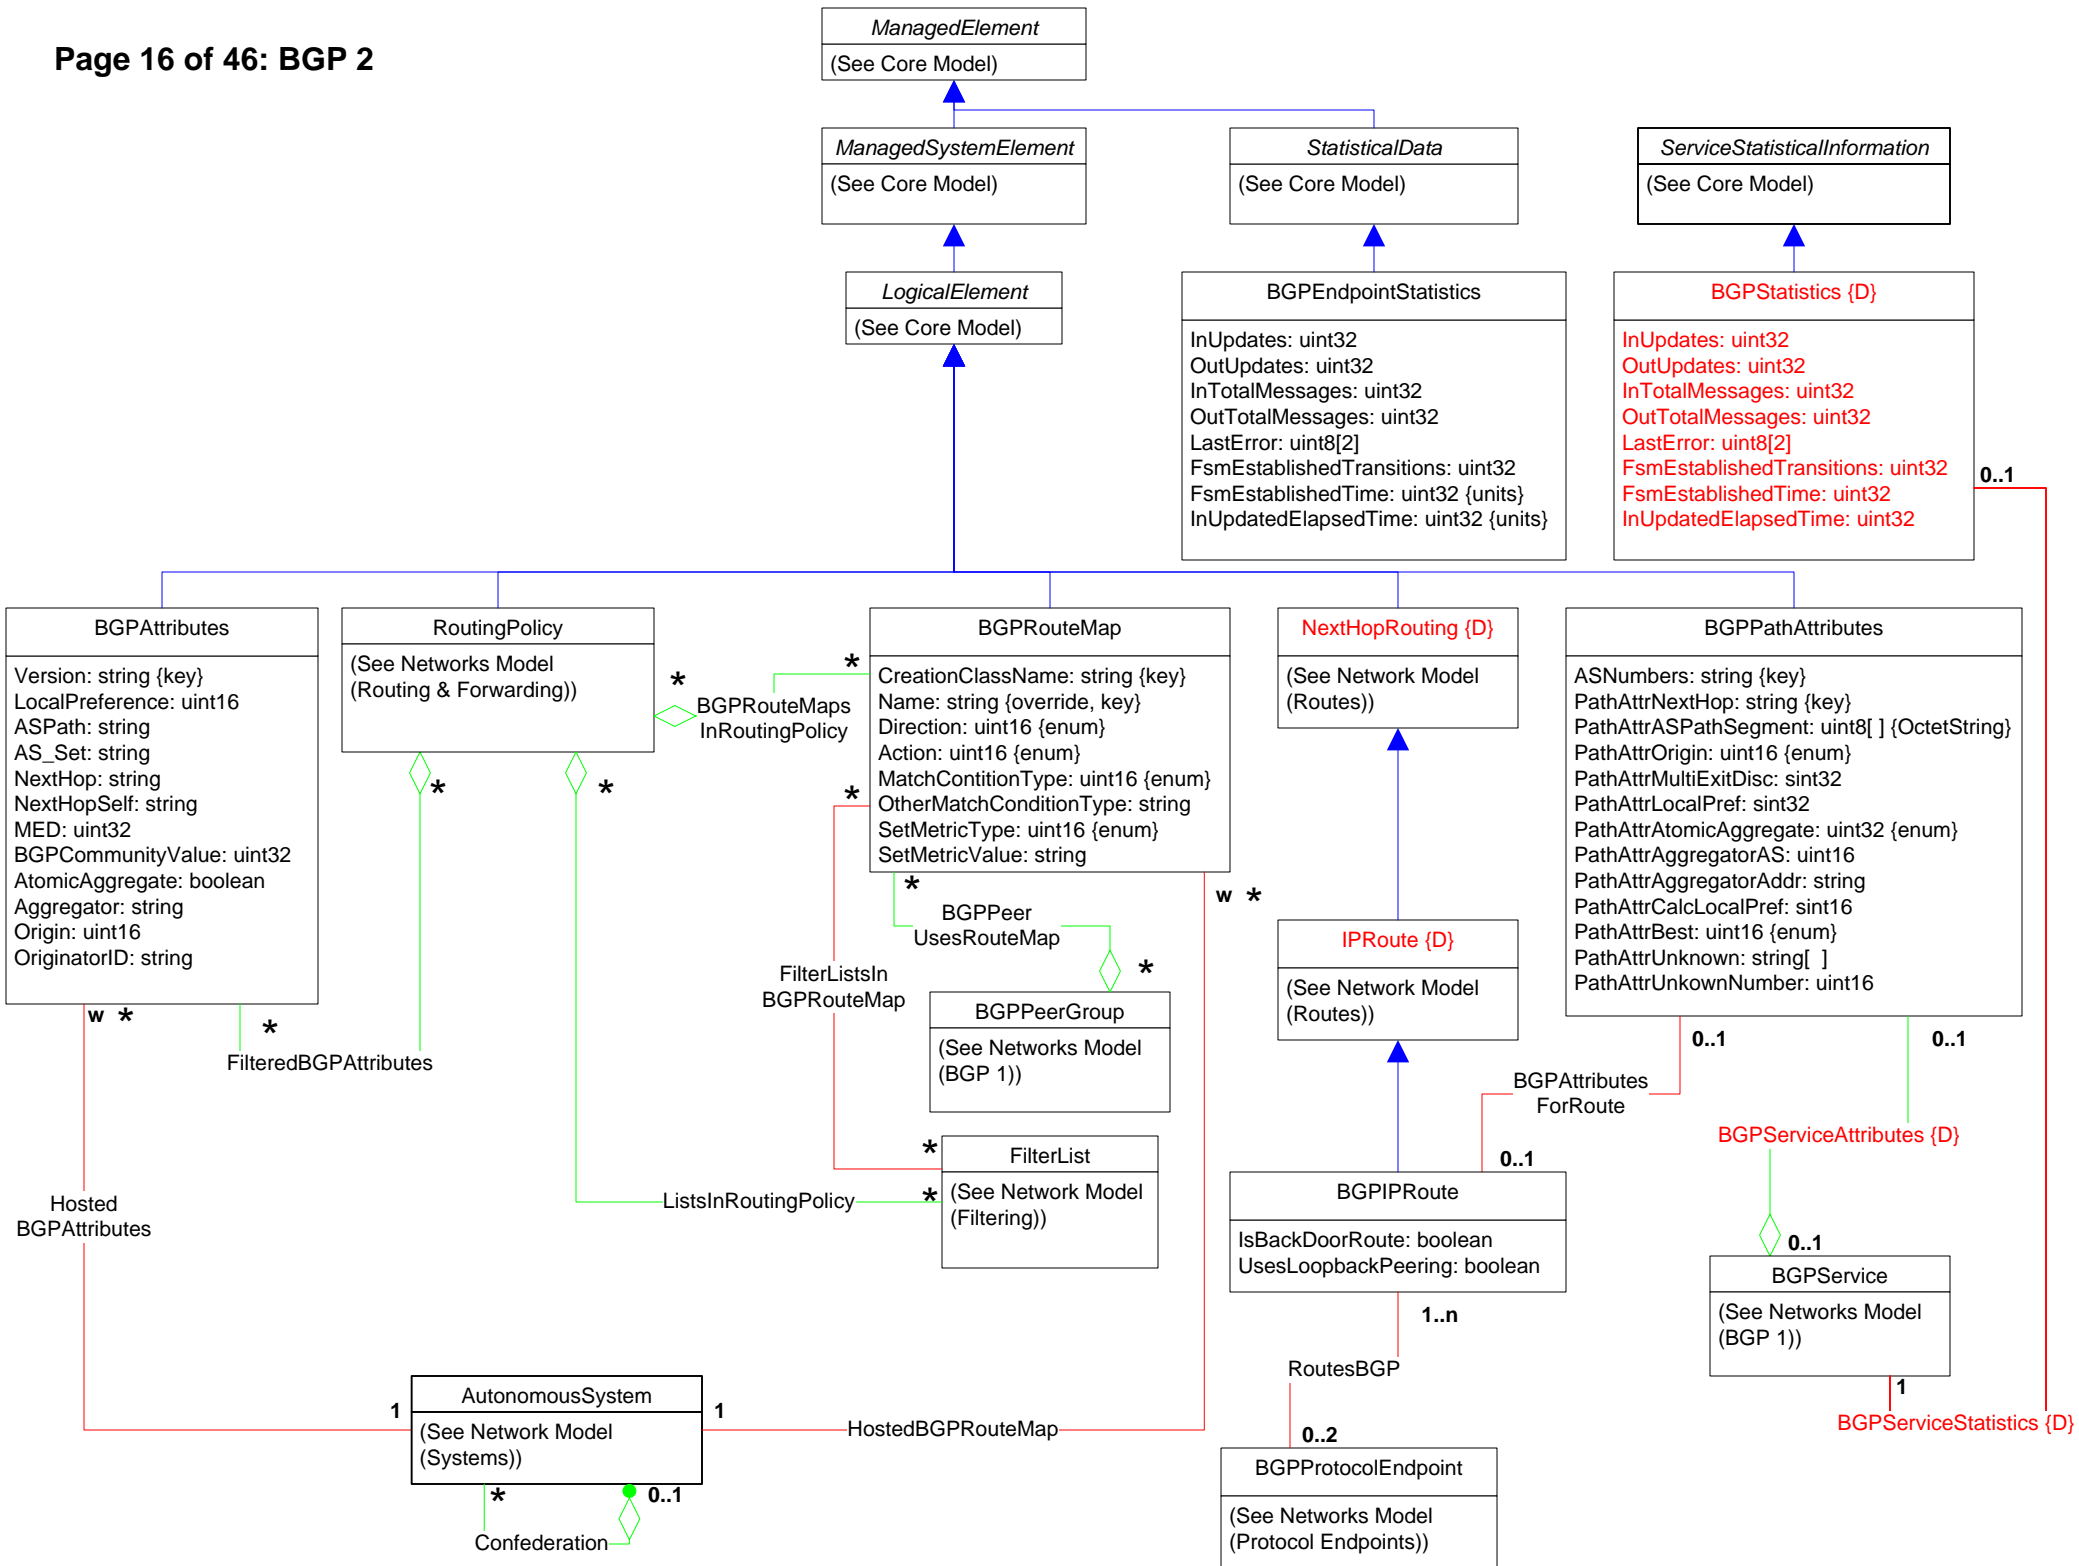 Page 16 of 46: BGP 2
ManagedElement
(See Core Model)
ManagedSystemElement
(See Core Model)
StatisticalData
(See Core Model)
ServiceStatisticalInformation
(See Core Model)
LogicalElement
(See Core Model)
BGPEndpointStatistics
InUpdates: uint32
OutUpdates: uint32
InTotalMessages: uint32
OutTotalMessages: uint32
LastError: uint8[2]
FsmEstablishedTransitions: uint32
FsmEstablishedTime: uint32 {units}
InUpdatedElapsedTime: uint32 {units}
BGPStatistics {D}
InUpdates: uint32
OutUpdates: uint32
InTotalMessages: uint32
OutTotalMessages: uint32
LastError: uint8[2]
FsmEstablishedTransitions: uint32
FsmEstablishedTime: uint32
InUpdatedElapsedTime: uint32
0..1
BGPAttributes
Version: string {key}
LocalPreference: uint16
ASPath: string
AS_Set: string
NextHop: string
NextHopSelf: string
MED: uint32
BGPCommunityValue: uint32
AtomicAggregate: boolean
Aggregator: string
Origin: uint16
OriginatorID: string
w *
*
RoutingPolicy
(See Networks Model
(Routing & Forwarding))
*
*
*
BGPRouteMaps
InRoutingPolicy
*
*
BGPRouteMap
CreationClassName: string {key}
Name: string {override, key}
Direction: uint16 {enum}
Action: uint16 {enum}
MatchContitionType: uint16 {enum}
OtherMatchConditionType: string
SetMetricType: uint16 {enum}
SetMetricValue: string
*
w *
NextHopRouting {D}
(See Network Model
(Routes))
BGPPathAttributes
ASNumbers: string {key}
PathAttrNextHop: string {key}
PathAttrASPathSegment: uint8[ ] {OctetString}
PathAttrOrigin: uint16 {enum}
PathAttrMultiExitDisc: sint32
PathAttrLocalPref: sint32
PathAttrAtomicAggregate: uint32 {enum}
PathAttrAggregatorAS: uint16
PathAttrAggregatorAddr: string
PathAttrCalcLocalPref: sint16
PathAttrBest: uint16 {enum}
PathAttrUnknown: string[ ]
PathAttrUnkownNumber: uint16
0..1
0..1
BGPPeer
UsesRouteMap
*
FilterListsIn
BGPRouteMap
IPRoute {D}
(See Network Model
(Routes))
BGPPeerGroup
(See Networks Model
(BGP 1))
FilteredBGPAttributes
BGPAttributes
ForRoute
0..1
BGPServiceAttributes {D}
0..1
*
FilterList
(See Network Model
(Filtering))
ListsInRoutingPolicy
*
Hosted
BGPAttributes
BGPIPRoute
IsBackDoorRoute: boolean
UsesLoopbackPeering: boolean
1..n
BGPService
(See Networks Model
(BGP 1))
1
BGPServiceStatistics {D}
RoutesBGP
0..2
1
AutonomousSystem
(See Network Model
(Systems))
1
HostedBGPRouteMap
*
0..1
Confederation
BGPProtocolEndpoint
(See Networks Model
(Protocol Endpoints))